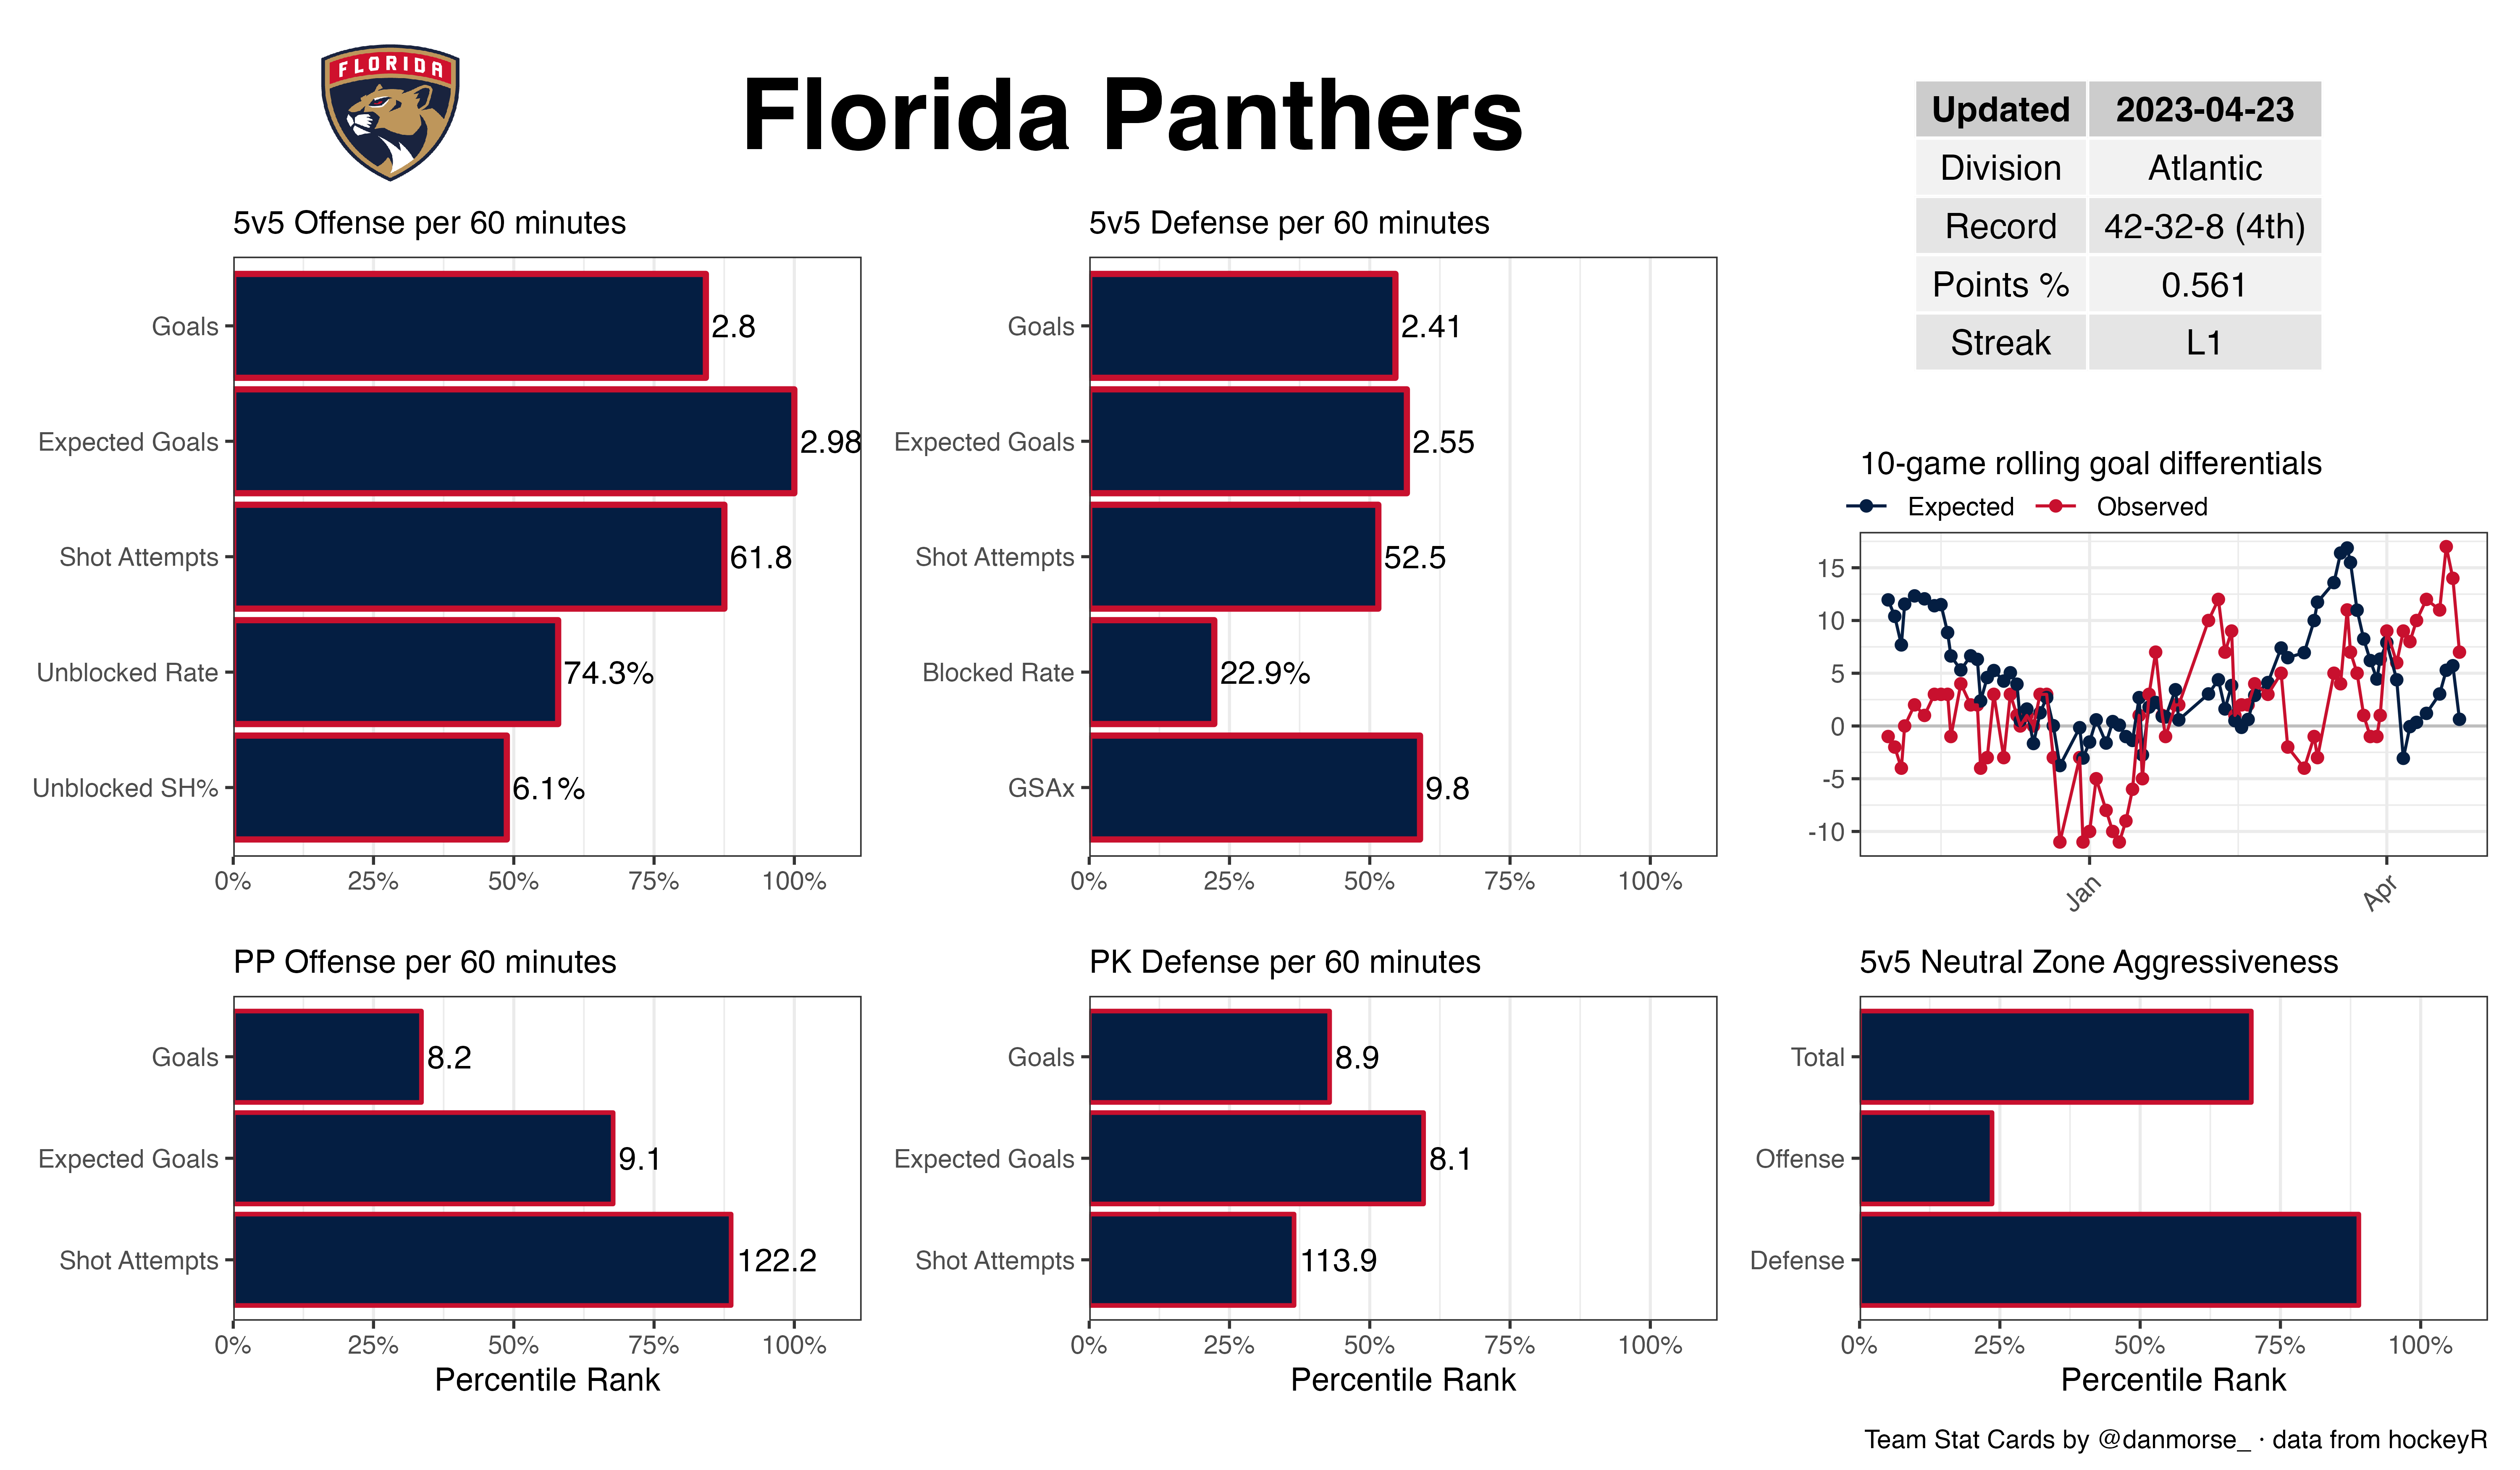 FLORIDA
Florida Panthers
Updated 2023-04-23
Division Atlantic
Record 42-32-8 (4th)
Points % 0.561
Streak L1
5v5 Offense per 60 minutes
Goals 2.8
Expected Goals 2.98
Shot Attempts 61.8
Unblocked Rate 74.3%
Unblocked SH% 6.1%
0% 25% 50% 75% 100%
5v5 Defense per 60 minutes
Goals 2.41
Expected Goals 2.55
Shot Attempts 52.5
Blocked Rate 22.9%
GSAx 9.8
0% 25% 50% 75% 100%
10-game rolling goal differentials
Expected Observed
15
10
5
0
-5
-10
Jan Apr
PP Offense per 60 minutes
Goals 8.2
Expected Goals 9.1
Shot Attempts 122.2
0% 25% 50% 75% 100%
Percentile Rank
PK Defense per 60 minutes
Goals 8.9
Expected Goals 8.1
Shot Attempts 113.9
0% 25% 50% 75% 100%
Percentile Rank
5v5 Neutral Zone Aggressiveness
Total
Offense
Defense
0% 25% 50% 75% 100%
Percentile Rank
Team Stat Cards by @danmorse_ · data from hockeyR